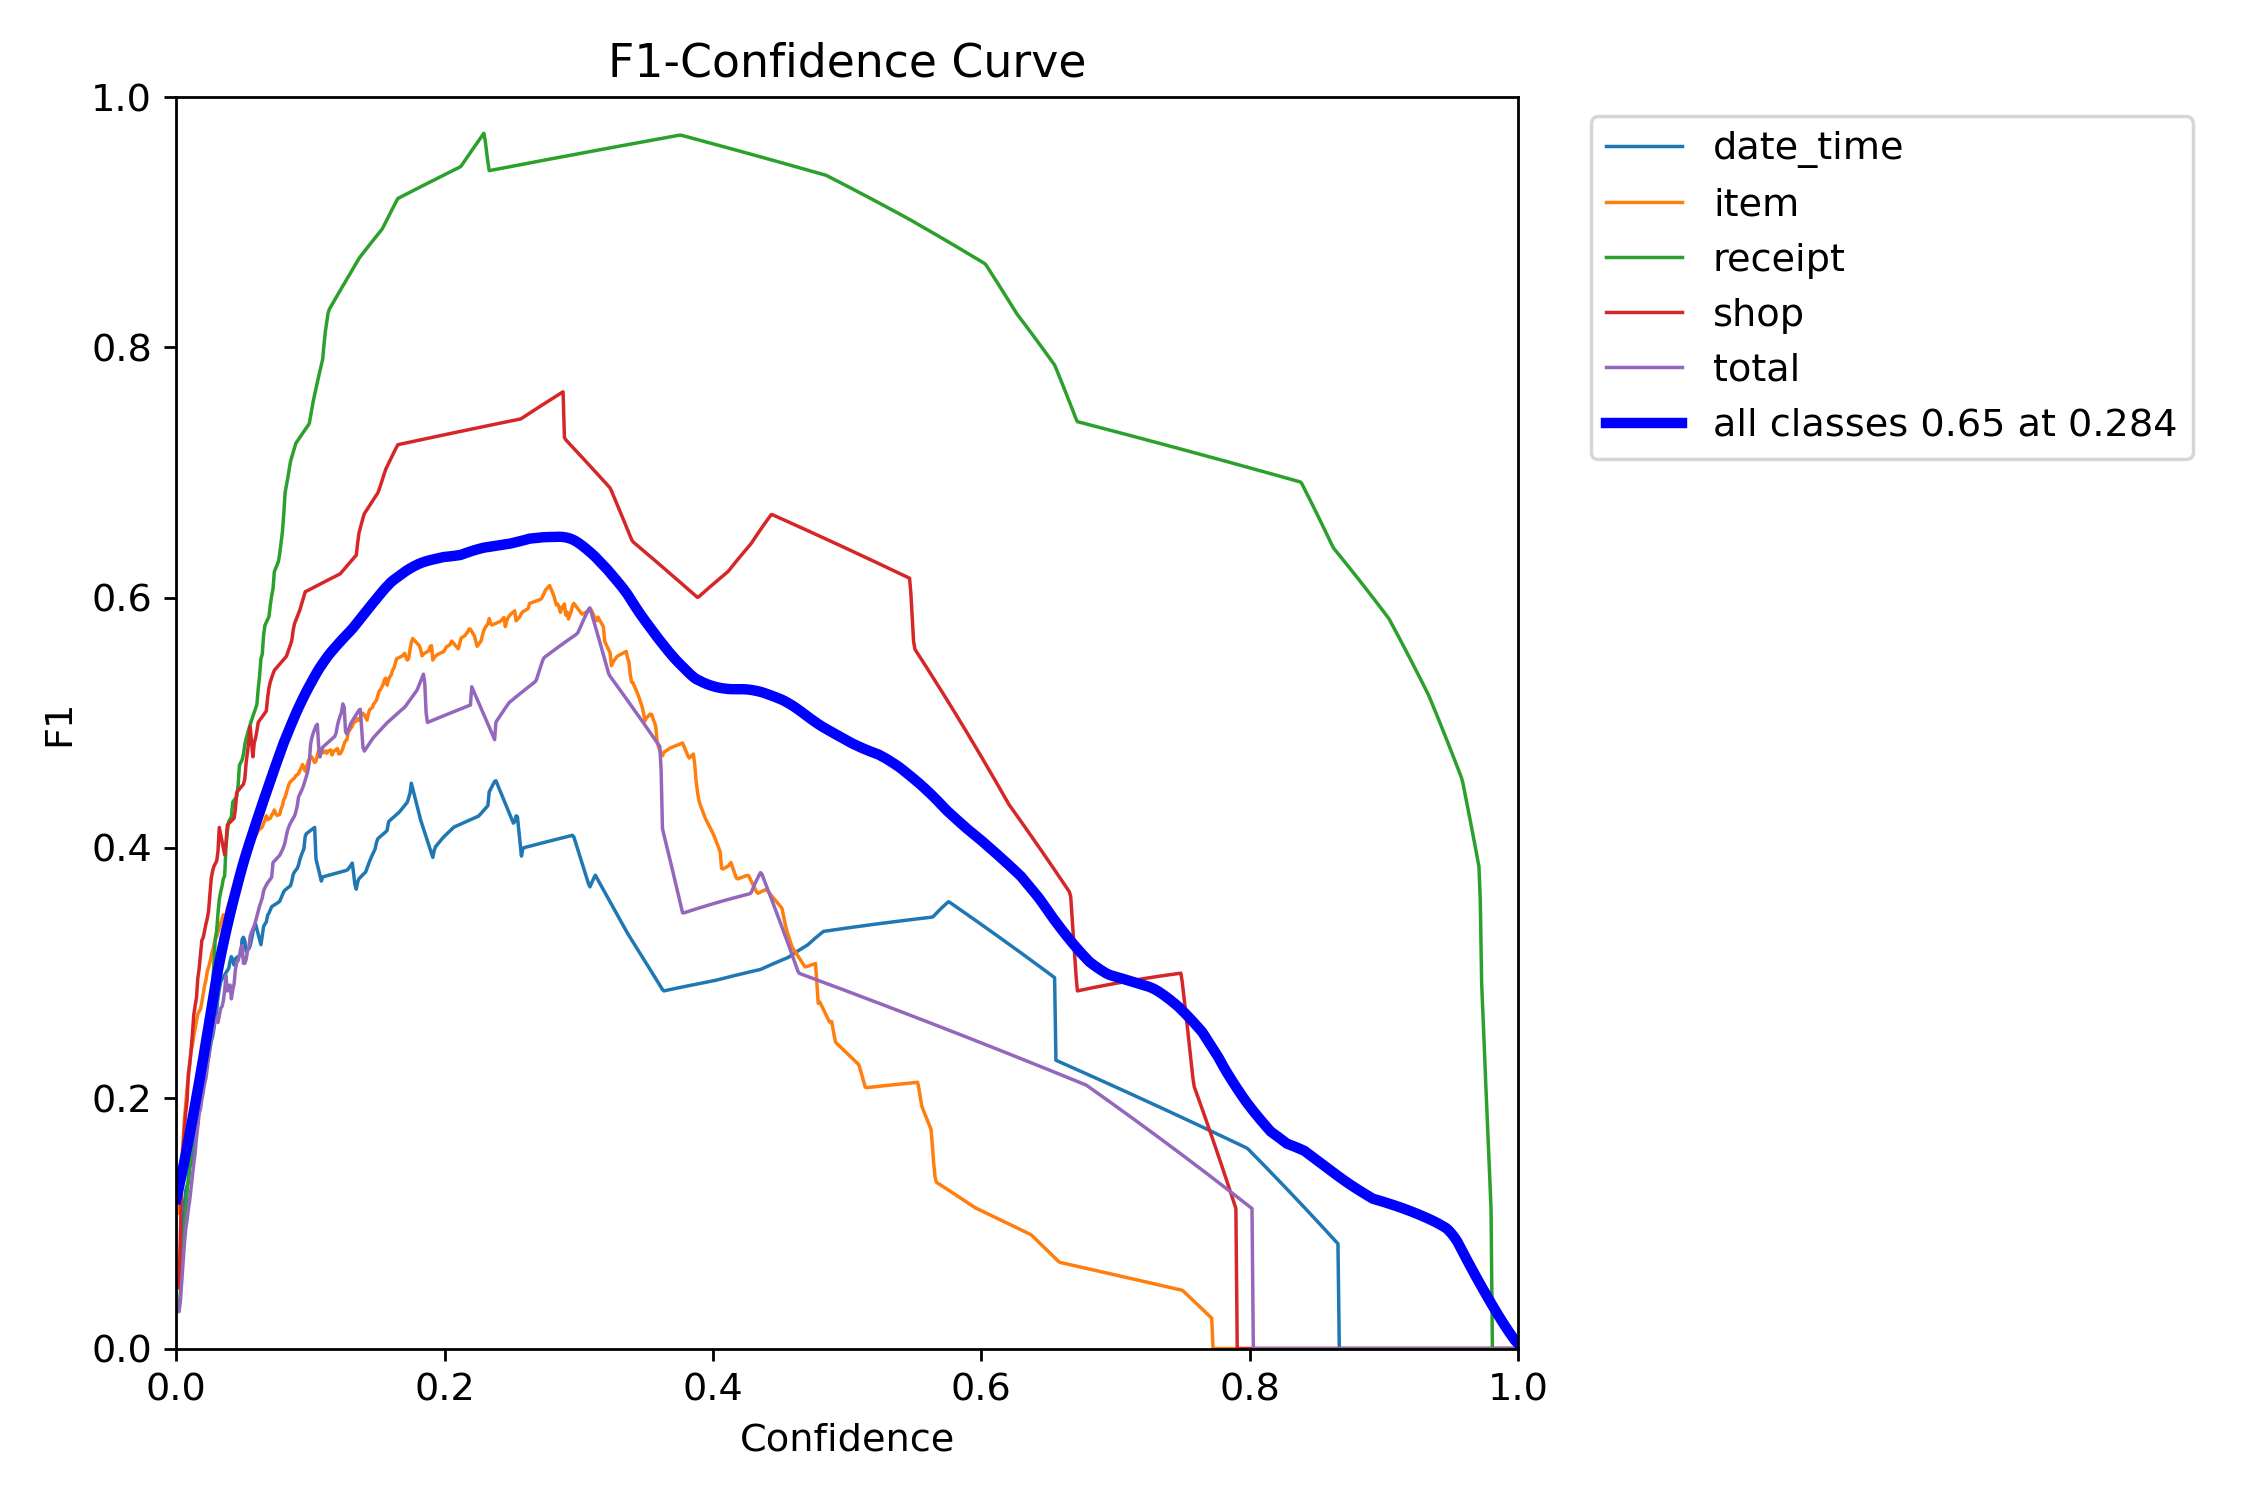 F1-Confidence Curve
1.0
0.8
0.6
0.4
0.2
0.0
F1
0.0 0.2 0.4 0.6 0.8 1.0
Confidence
date_time
item
receipt
shop
total
all classes 0.65 at 0.284